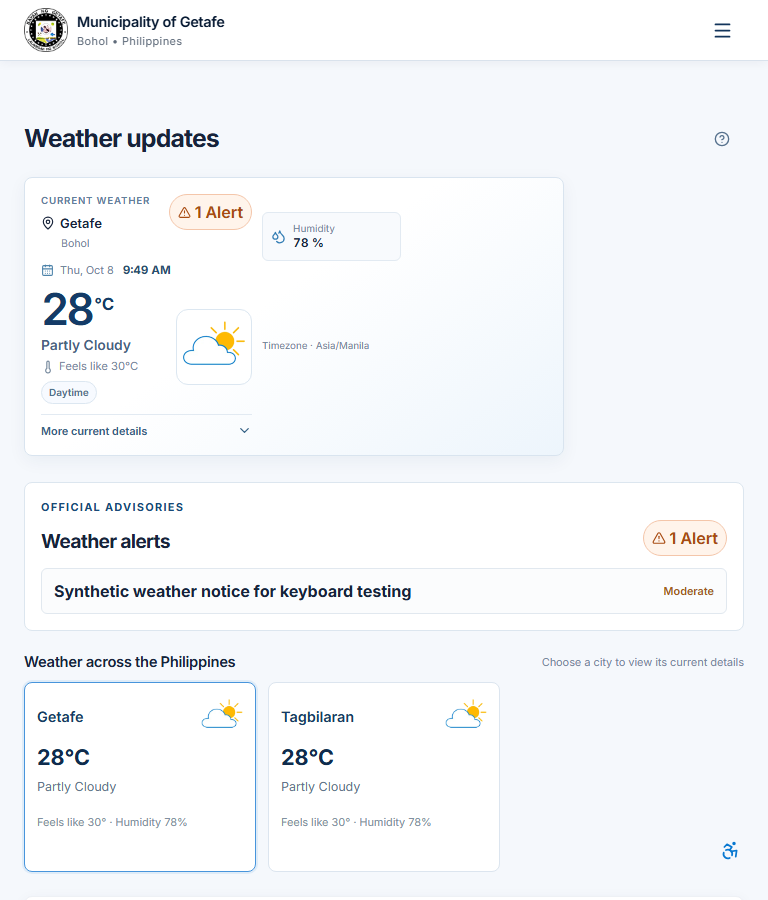 Municipality of Getafe
Bohol • Philippines
Weather updates
CURRENT WEATHER
1 Alert
Getafe
Bohol
Thu, Oct 8 9:49 AM
28°C
Partly Cloudy
Feels like 30°C
Daytime
More current details
Humidity
78 %
Timezone · Asia/Manila
OFFICIAL ADVISORIES
Weather alerts
1 Alert
Synthetic weather notice for keyboard testing
Moderate
Weather across the Philippines
Choose a city to view its current details
Getafe
28°C
Partly Cloudy
Feels like 30° · Humidity 78%
Tagbilaran
28°C
Partly Cloudy
Feels like 30° · Humidity 78%